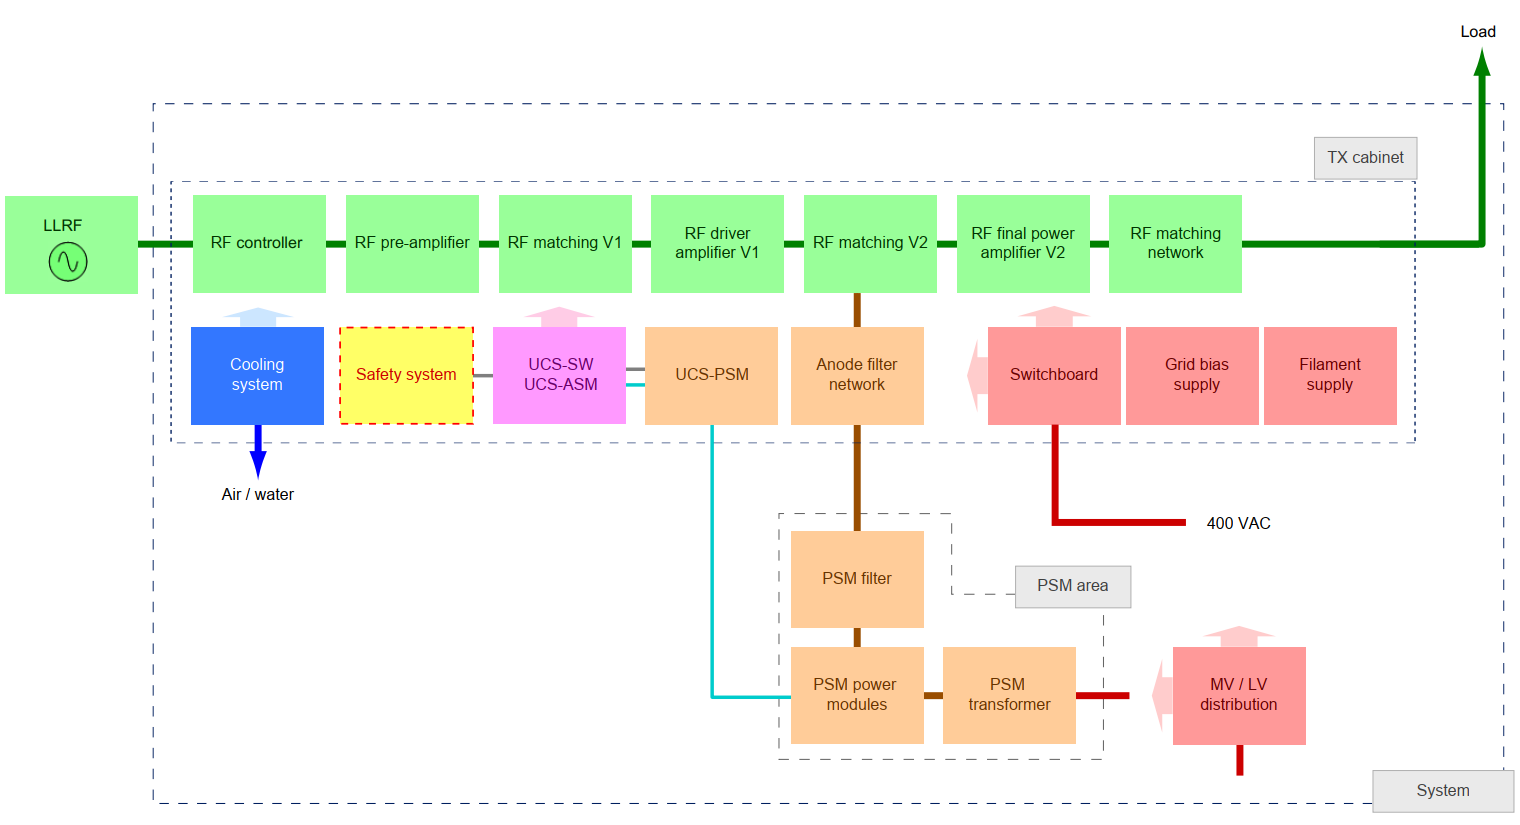 Load
TX cabinet
LLRF
RF controller
RF pre-amplifier
RF matching V1
RF driver
amplifier V1
RF matching V2
RF final power
amplifier V2
RF matching
network
Cooling
system
Safety system
UCS-SW
UCS-ASM
UCS-PSM
Anode filter
network
Switchboard
Grid bias
supply
Filament
supply
Air / water
400 VAC
PSM filter
PSM area
PSM power
modules
PSM
transformer
MV / LV
distribution
System